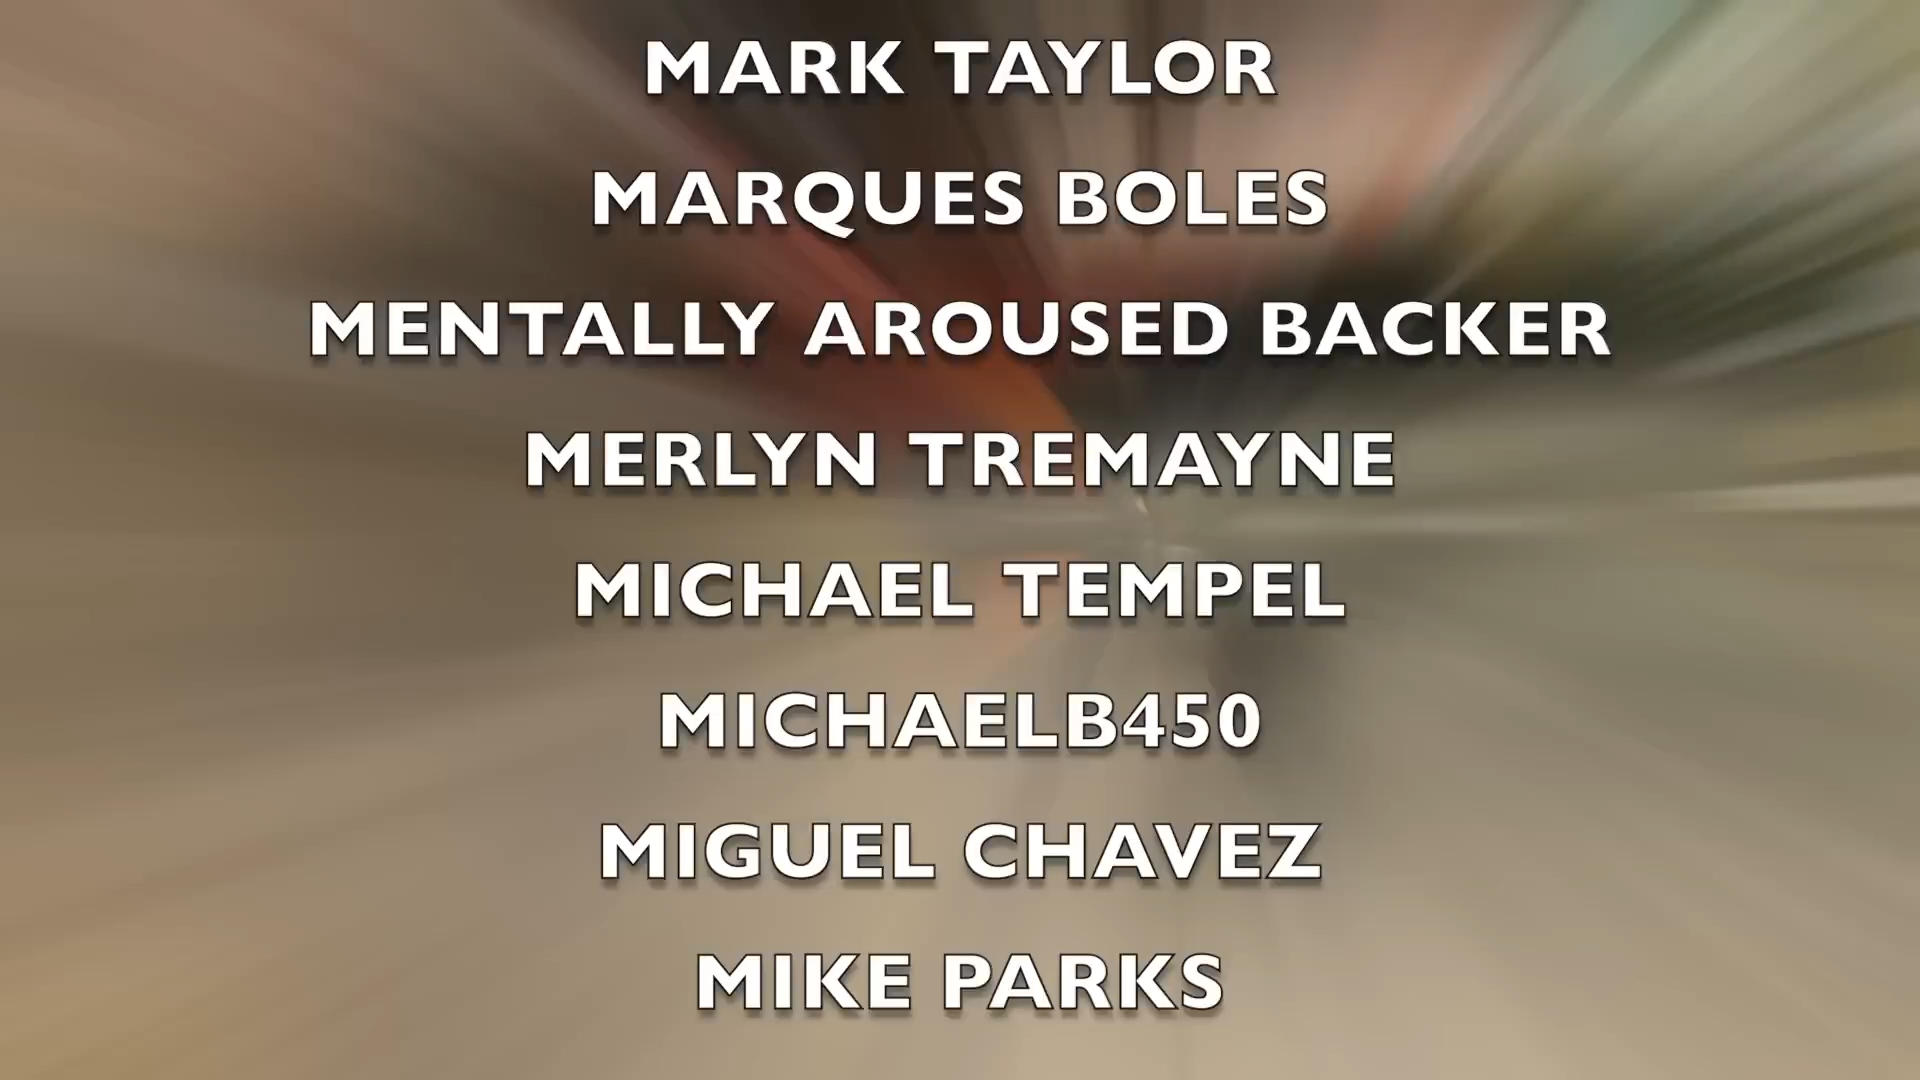 MARK TAYLOR
MARQUES BOLES
MENTALLY AROUSED BACKER
MERLYN TREMAYNE
MICHAEL TEMPEL
MICHAELB450
MIGUEL CHAVEZ
MIKE PARKS